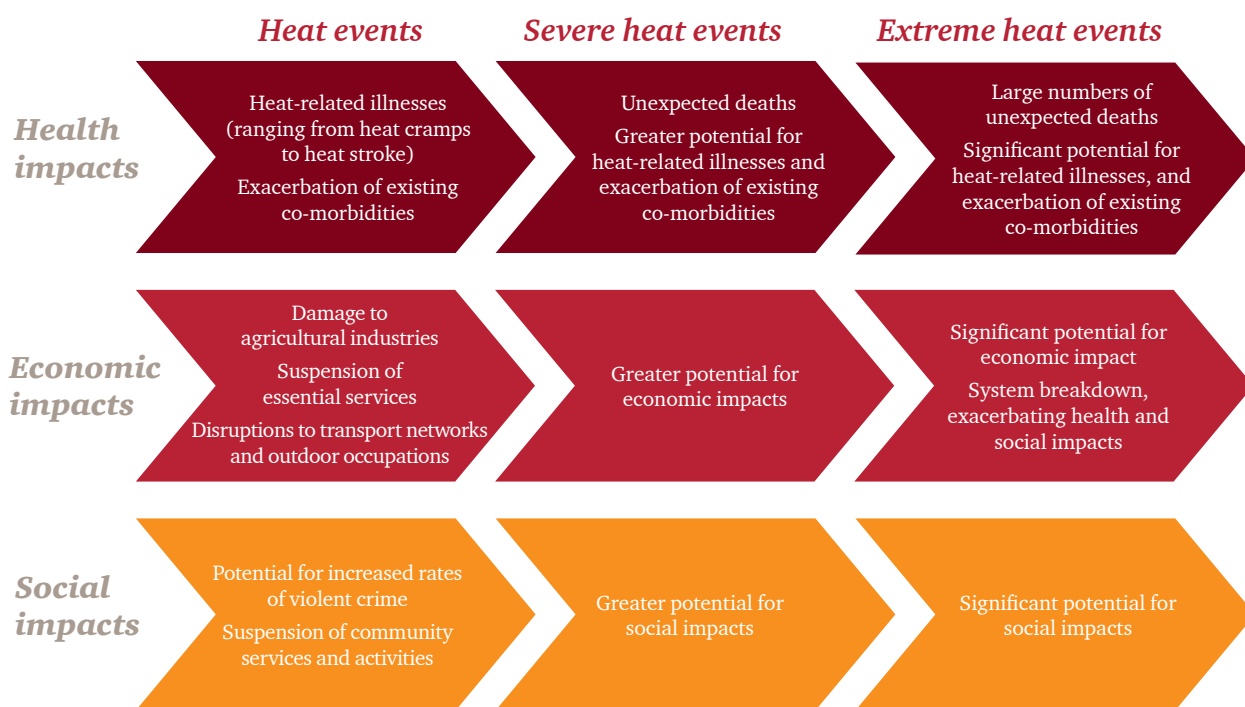 Heat events
Severe heat events
Extreme heat events
Health
impacts
Heat-related illnesses
(ranging from heat cramps
to heat stroke)
Exacerbation of existing
co-morbidities
Unexpected deaths
Greater potential for
heat-related illnesses and
exacerbation of existing
co-morbidities
Large numbers of
unexpected deaths
Significant potential for
heat-related illnesses, and
exacerbation of existing
co-morbidities
Economic
impacts
Damage to
agricultural industries
Suspension of
essential services
Disruptions to transport networks
and outdoor occupations
Greater potential for
economic impacts
Significant potential for
economic impact
System breakdown,
exacerbating health and
social impacts
Social
impacts
Potential for increased rates
of violent crime
Suspension of community
services and activities
Greater potential for
social impacts
Significant potential for
social impacts